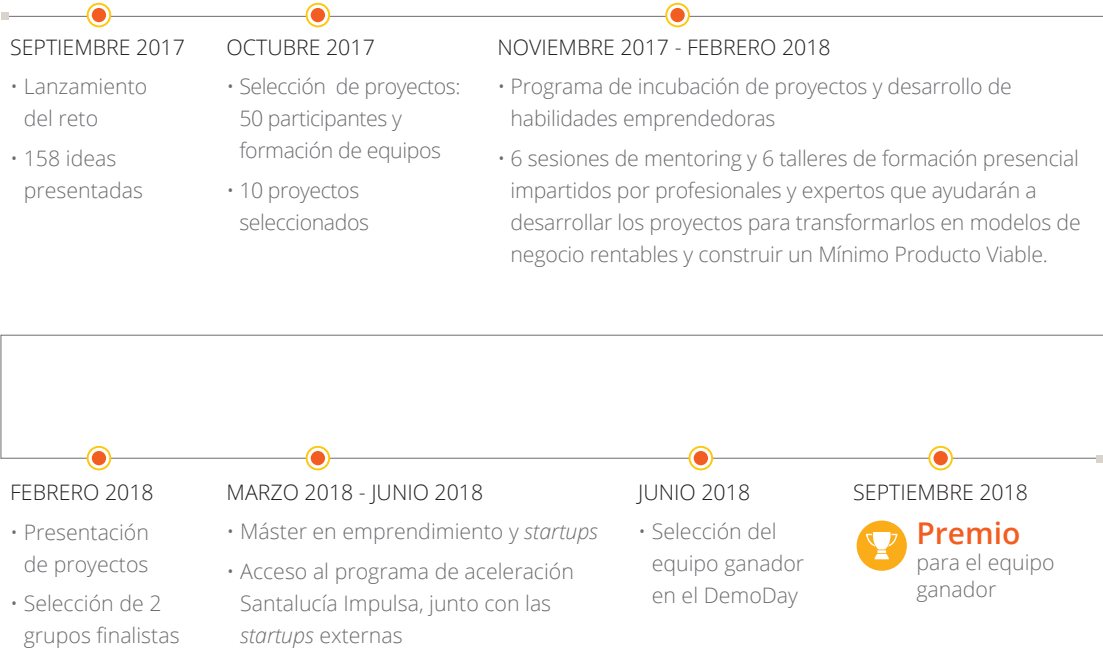 SEPTIEMBRE 2017
· Lanzamiento
del reto
· 158 ideas
presentadas
OCTUBRE 2017
· Selección de proyectos:
50 participantes y
formación de equipos
· 10 proyectos
seleccionados
NOVIEMBRE 2017 - FEBRERO 2018
· Programa de incubación de proyectos y desarrollo de
habilidades emprendedoras
· 6 sesiones de mentoring y 6 talleres de formación presencial
impartidos por profesionales y expertos que ayudarán a
desarrollar los proyectos para transformarlos en modelos de
negocio rentables y construir un Mínimo Producto Viable.
FEBRERO 2018
· Presentación
de proyectos
· Selección de 2
grupos finalistas
MARZO 2018 - JUNIO 2018
· Máster en emprendimiento y startups
· Acceso al programa de aceleración
Santalucía Impulsa, junto con las
startups externas
JUNIO 2018
· Selección del
equipo ganador
en el DemoDay
SEPTIEMBRE 2018
Premio
para el equipo
ganador